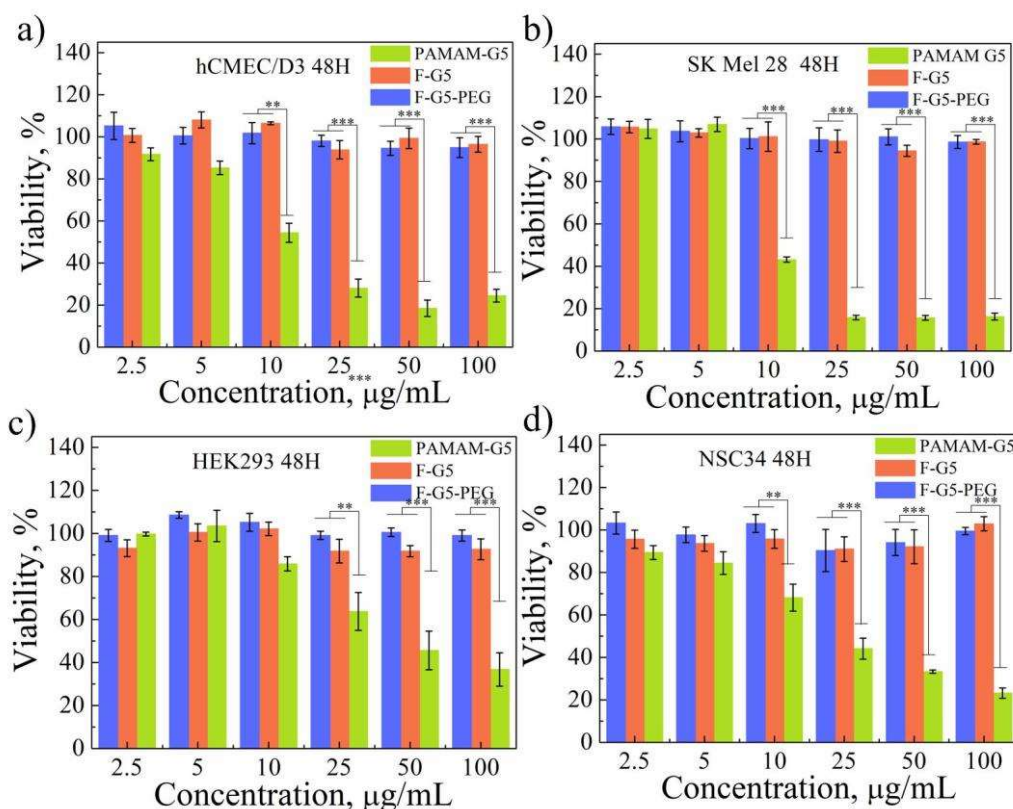 a)
hCMEC/D3 48H
PAMAM-G5
F-G5
F-G5-PEG
140
120
100
80
60
40
20
0
Viability, %
**
***
***
***
2.5 5 10 25 50 100
Concentration, μg/mL
***
b)
SK Mel 28 48H
PAMAM G5
F-G5
F-G5-PEG
140
120
100
80
60
40
20
0
Viability, %
***
***
***
***
2.5 5 10 25 50 100
Concentration, μg/mL
c)
HEK293 48H
PAMAM-G5
F-G5
F-G5-PEG
140
120
100
80
60
40
20
0
Viability, %
**
***
***
2.5 5 10 25 50 100
Concentration, μg/mL
d)
NSC34 48H
PAMAM-G5
F-G5
F-G5-PEG
140
120
100
80
60
40
20
0
Viability, %
**
***
***
***
2.5 5 10 25 50 100
Concentration, μg/mL